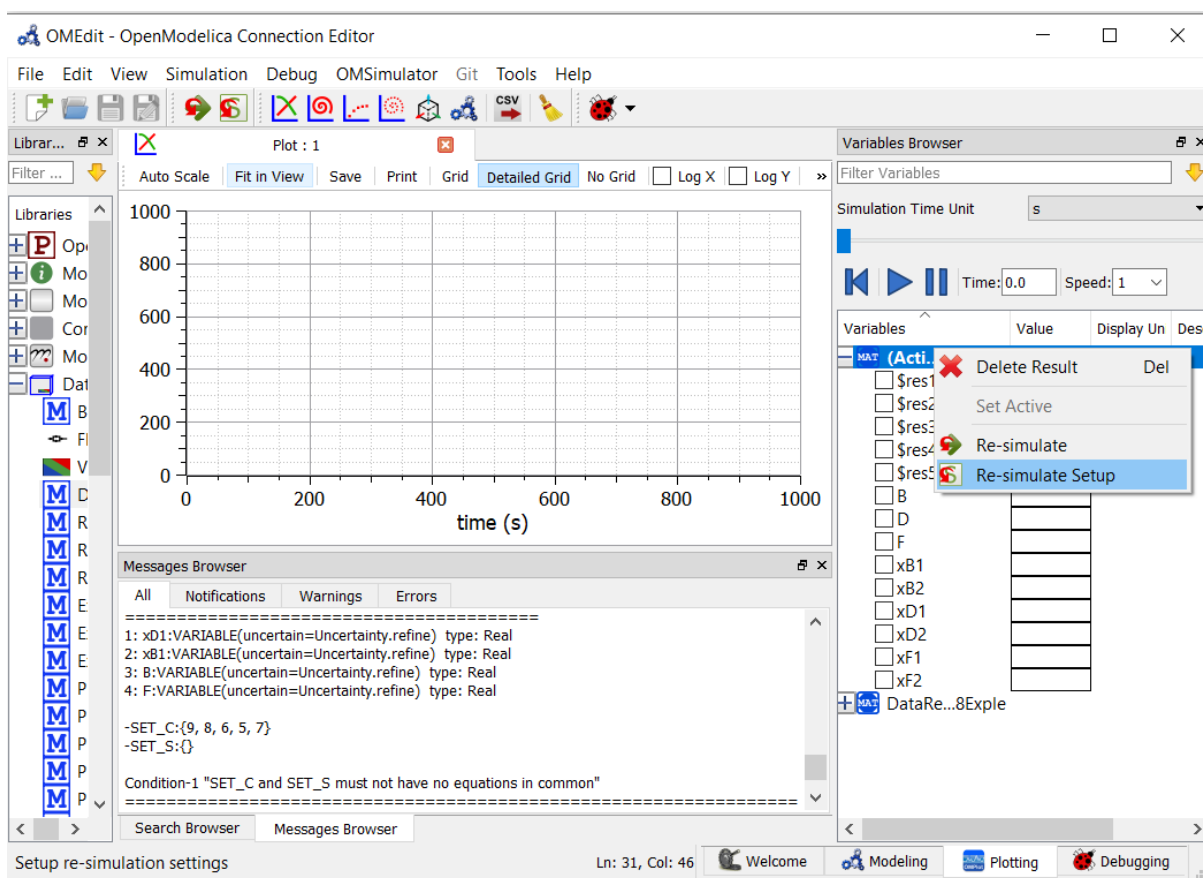 OMEdit - OpenModelica Connection Editor
File Edit View Simulation Debug OMSimulator Git Tools Help
CSV
Librar...
Filter ...
Libraries
P Ope
i Mo
Mo
Cor
Mo
Dat
M B
Fl
V
M D
M R
M R
M R
M E
M E
M E
M P
M P
M P
M P
M P
Plot : 1
Auto Scale Fit in View Save Print Grid Detailed Grid No Grid Log X Log Y »
1000
800
600
400
200
0
0 200 400 600 800 1000
time (s)
Messages Browser
All Notifications Warnings Errors
==========================================
1: xD1:VARIABLE(uncertain=Uncertainty.refine) type: Real
2: xB1:VARIABLE(uncertain=Uncertainty.refine) type: Real
3: B:VARIABLE(uncertain=Uncertainty.refine) type: Real
4: F:VARIABLE(uncertain=Uncertainty.refine) type: Real
-SET_C:{9, 8, 6, 5, 7}
-SET_S:{}
Condition-1 "SET_C and SET_S must not have no equations in common"
====================================================================
Search Browser Messages Browser
Variables Browser
Filter Variables
Simulation Time Unit s
Time: 0.0 Speed: 1
Variables Value Display Un Des
MAT (Acti...
$res1
$res2
$res3
$res4
$res5
B
D
F
xB1
xB2
xD1
xD2
xF1
xF2
MAT DataRe...8Exple
Delete Result Del
Set Active
Re-simulate
Re-simulate Setup
Setup re-simulation settings Ln: 31, Col: 46 Welcome Modeling Plotting Debugging